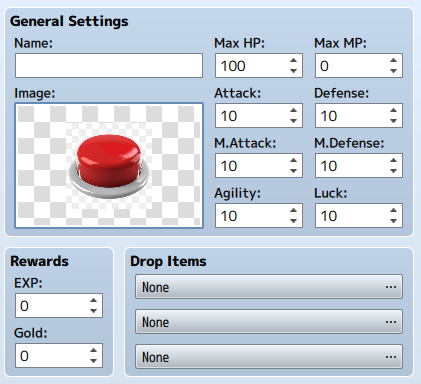 General Settings
Name:
Max HP: Max MP:
100 0
Image:
Attack: Defense:
10 10
M.Attack: M.Defense:
10 10
Agility: Luck:
10 10
Rewards
EXP:
0
Gold:
0
Drop Items
None ...
None ...
None ...